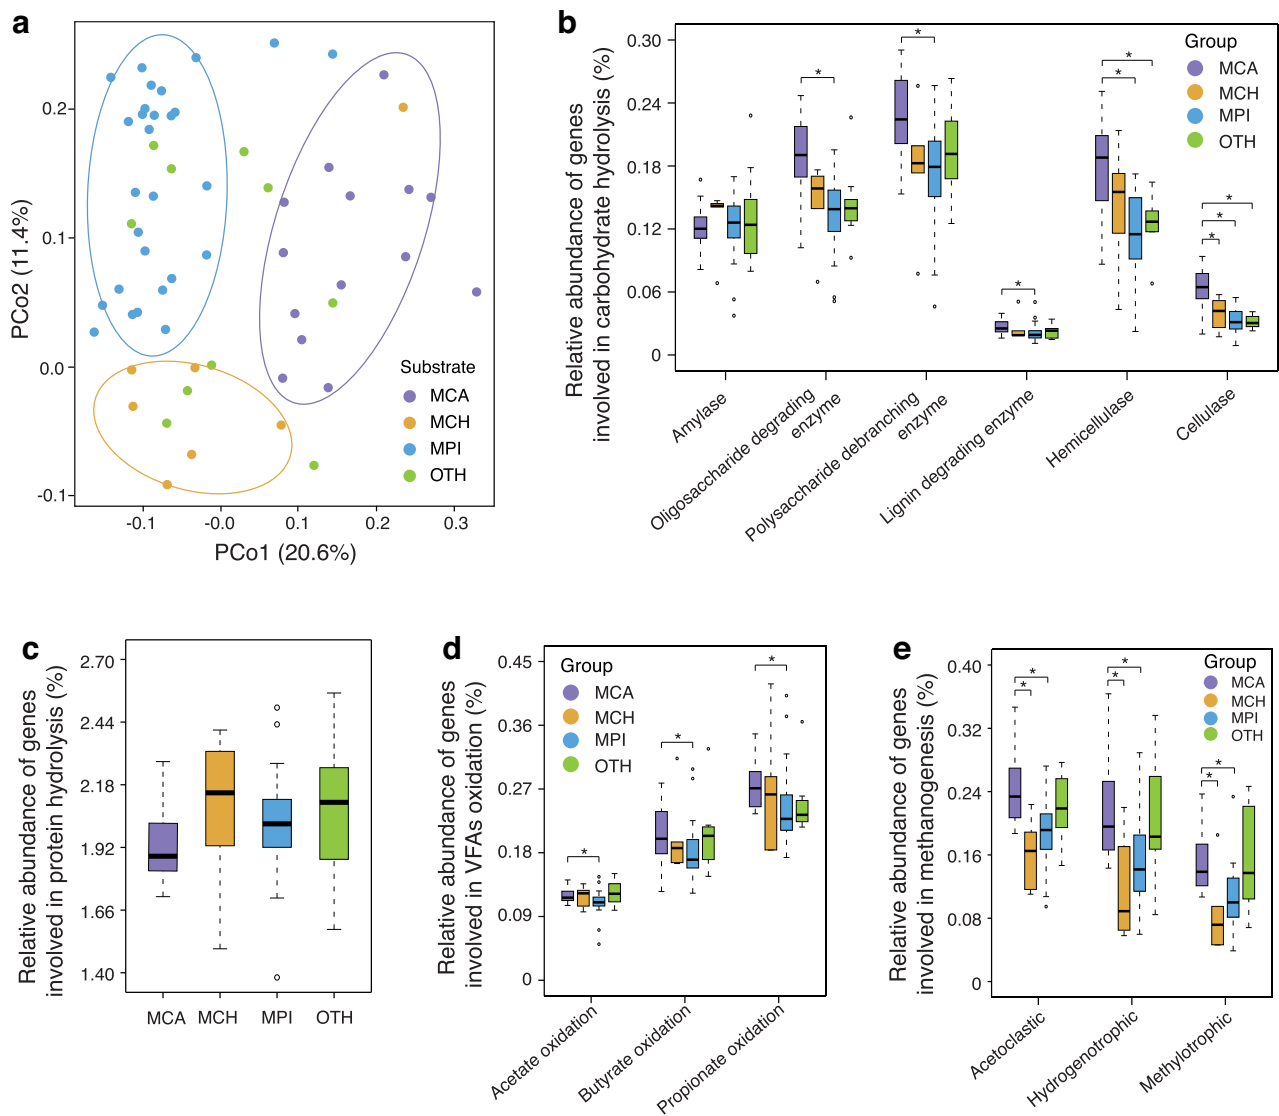 a
PCo2 (11.4%)
0.2
0.1
0.0
-0.1
-0.1
-0.0
0.1
0.2
0.3
PCo1 (20.6%)
Substrate
MCA
MCH
MPI
OTH
b
Relative abundance of genes
involved in carbohydrate hydrolysis (%)
0.30
0.24
0.18
0.12
0.06
0
*
*
*
*
*
*
*
*
Group
MCA
MCH
MPI
OTH
Amylase
Oligosaccharide degrading
enzyme
Polysaccharide debranching
enzyme
Lignin degrading enzyme
Hemicellulase
Cellulase
c
Relative abundance of genes
involved in protein hydrolysis (%)
2.70
2.44
2.18
1.92
1.66
1.40
MCA
MCH
MPI
OTH
d
Relative abundance of genes
involved in VFAs oxidation (%)
0.45
0.36
0.27
0.18
0.09
0
Group
MCA
MCH
MPI
OTH
*
*
*
Acetate oxidation
Butyrate oxidation
Propionate oxidation
e
Relative abundance of genes
involved in methanogenesis (%)
0.40
0.32
0.24
0.16
0.08
0
*
*
*
*
*
*
Group
MCA
MCH
MPI
OTH
Acetoclastic
Hydrogenotrophic
Methylotrophic